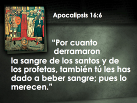 Apocalipsis 16:6
“Por cuanto
derramaron
la sangre de los santos y de
los profetas, también tú les has
dado a beber sangre; pues lo
merecen.”